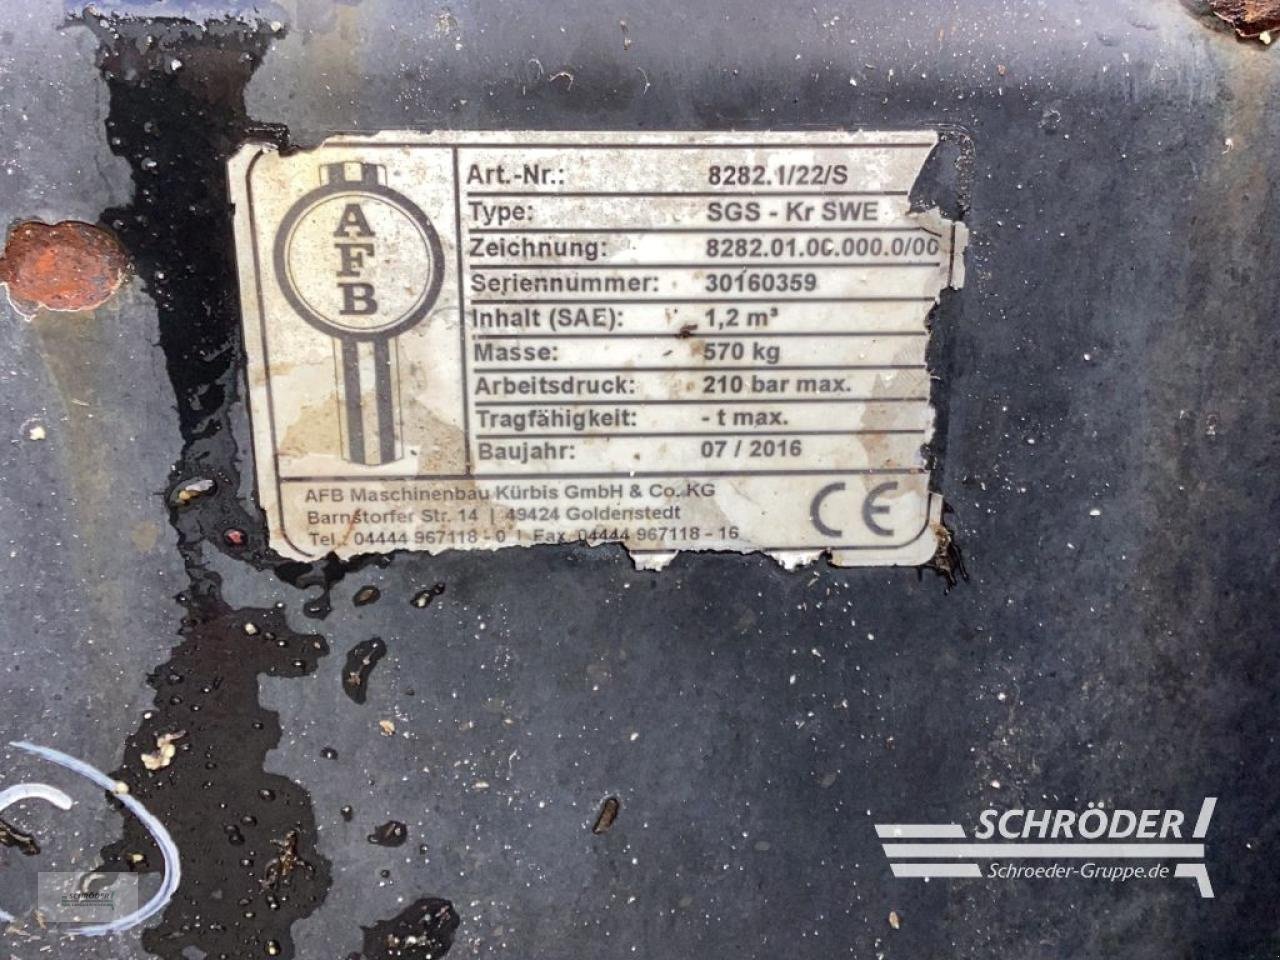 AFB
Art.-Nr.: 8282.1/22/S
Type: SGS - Kr SWE
Zeichnung: 8282.01.00.000.0/00
Seriennummer: 30160359
Inhalt (SAE): 1,2 m³
Masse: 570 kg
Arbeitsdruck: 210 bar max.
Tragfähigkeit: - t max.
Baujahr: 07 / 2016
AFB Maschinenbau Kürbis GmbH & Co. KG
Barnstorfer Str. 14 | 49424 Goldenstedt
Tel.: 04444 967118 - 0 | Fax 04444 967118 - 16
CE
SCHRÖDER
Schroeder-Gruppe.de
SCHRÖDER